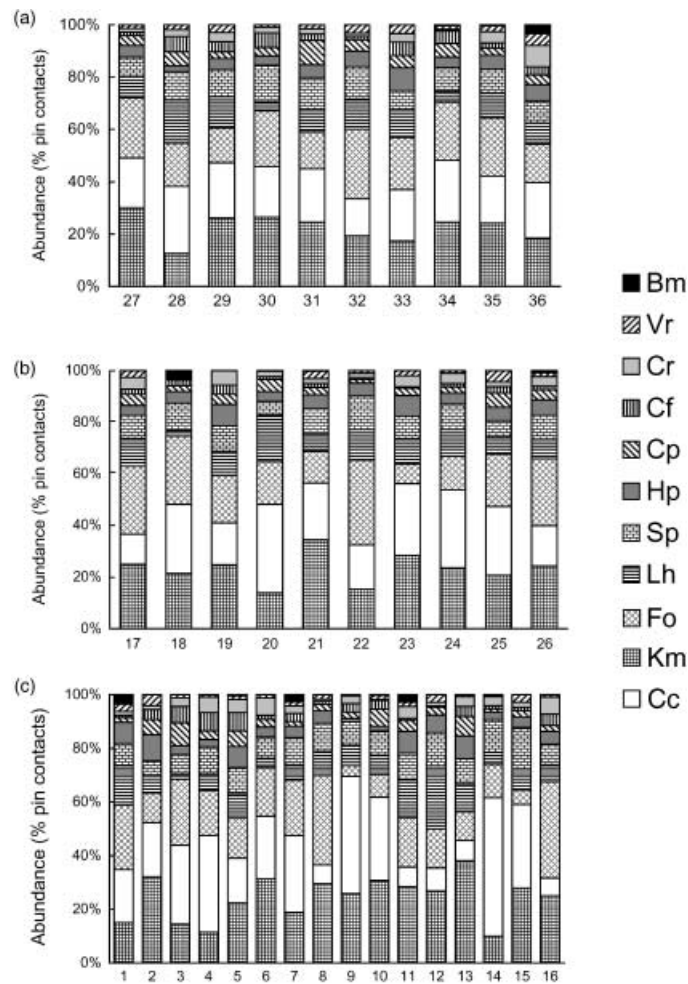 (a)
Abundance (% pin contacts)
100%
80%
60%
40%
20%
0%
27 28 29 30 31 32 33 34 35 36
(b)
Abundance (% pin contacts)
100%
80%
60%
40%
20%
0%
17 18 19 20 21 22 23 24 25 26
(c)
Abundance (% pin contacts)
100%
80%
60%
40%
20%
0%
1 2 3 4 5 6 7 8 9 10 11 12 13 14 15 16
Bm
Vr
Cr
Cf
Cp
Hp
Sp
Lh
Fo
Km
Cc